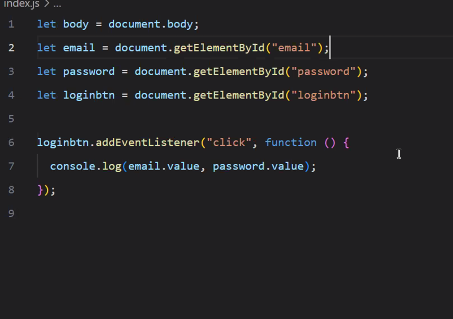 index.js > ...
1 let body = document.body;
2 let email = document.getElementById("email");
3 let password = document.getElementById("password");
4 let loginbtn = document.getElementById("loginbtn");
5
6 loginbtn.addEventListener("click", function () {
7 console.log(email.value, password.value);
8 });
9